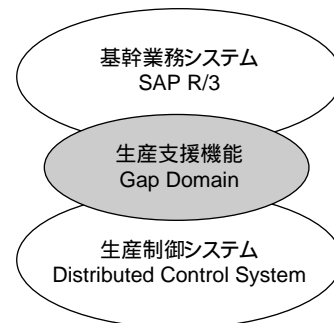 基幹業務システム
SAP R/3
生産支援機能
Gap Domain
生産制御システム
Distributed Control System